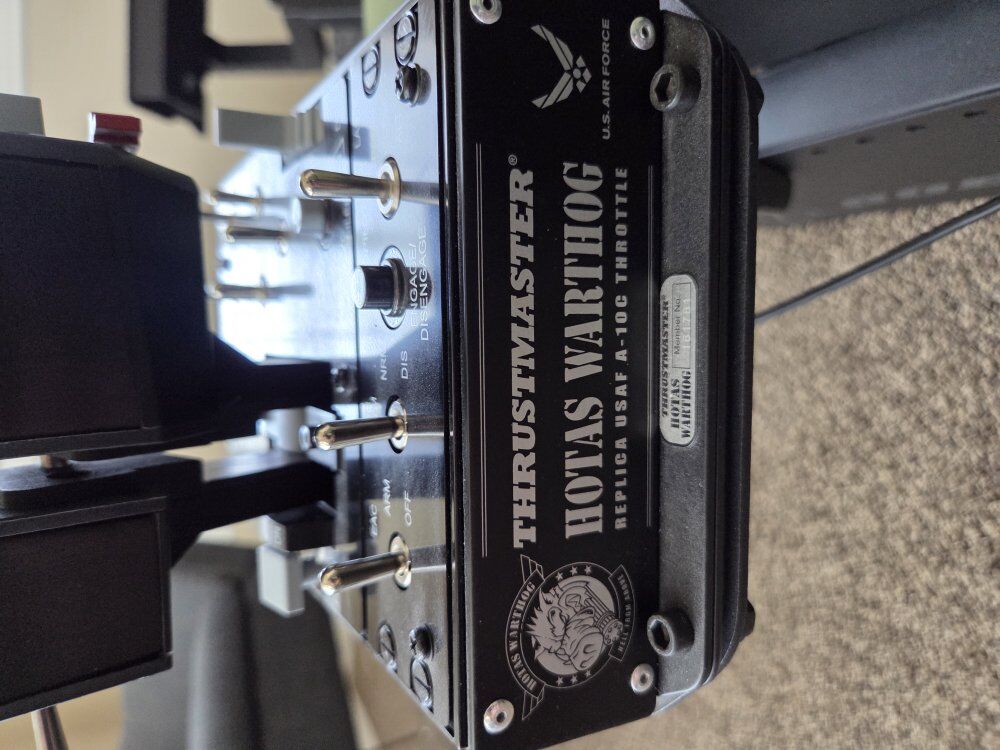 EAC
ARM
OFF
NRM
DIS
ENGAGE/
DISENGAGE
THRUSTMASTER®
HOTAS WARTHOG
REPLICA USAF A-10C THROTTLE
HOTAS WARTHOG
U.S. AIR FORCE
THRUSTMASTER®
HOTAS
WARTHOG
Member No